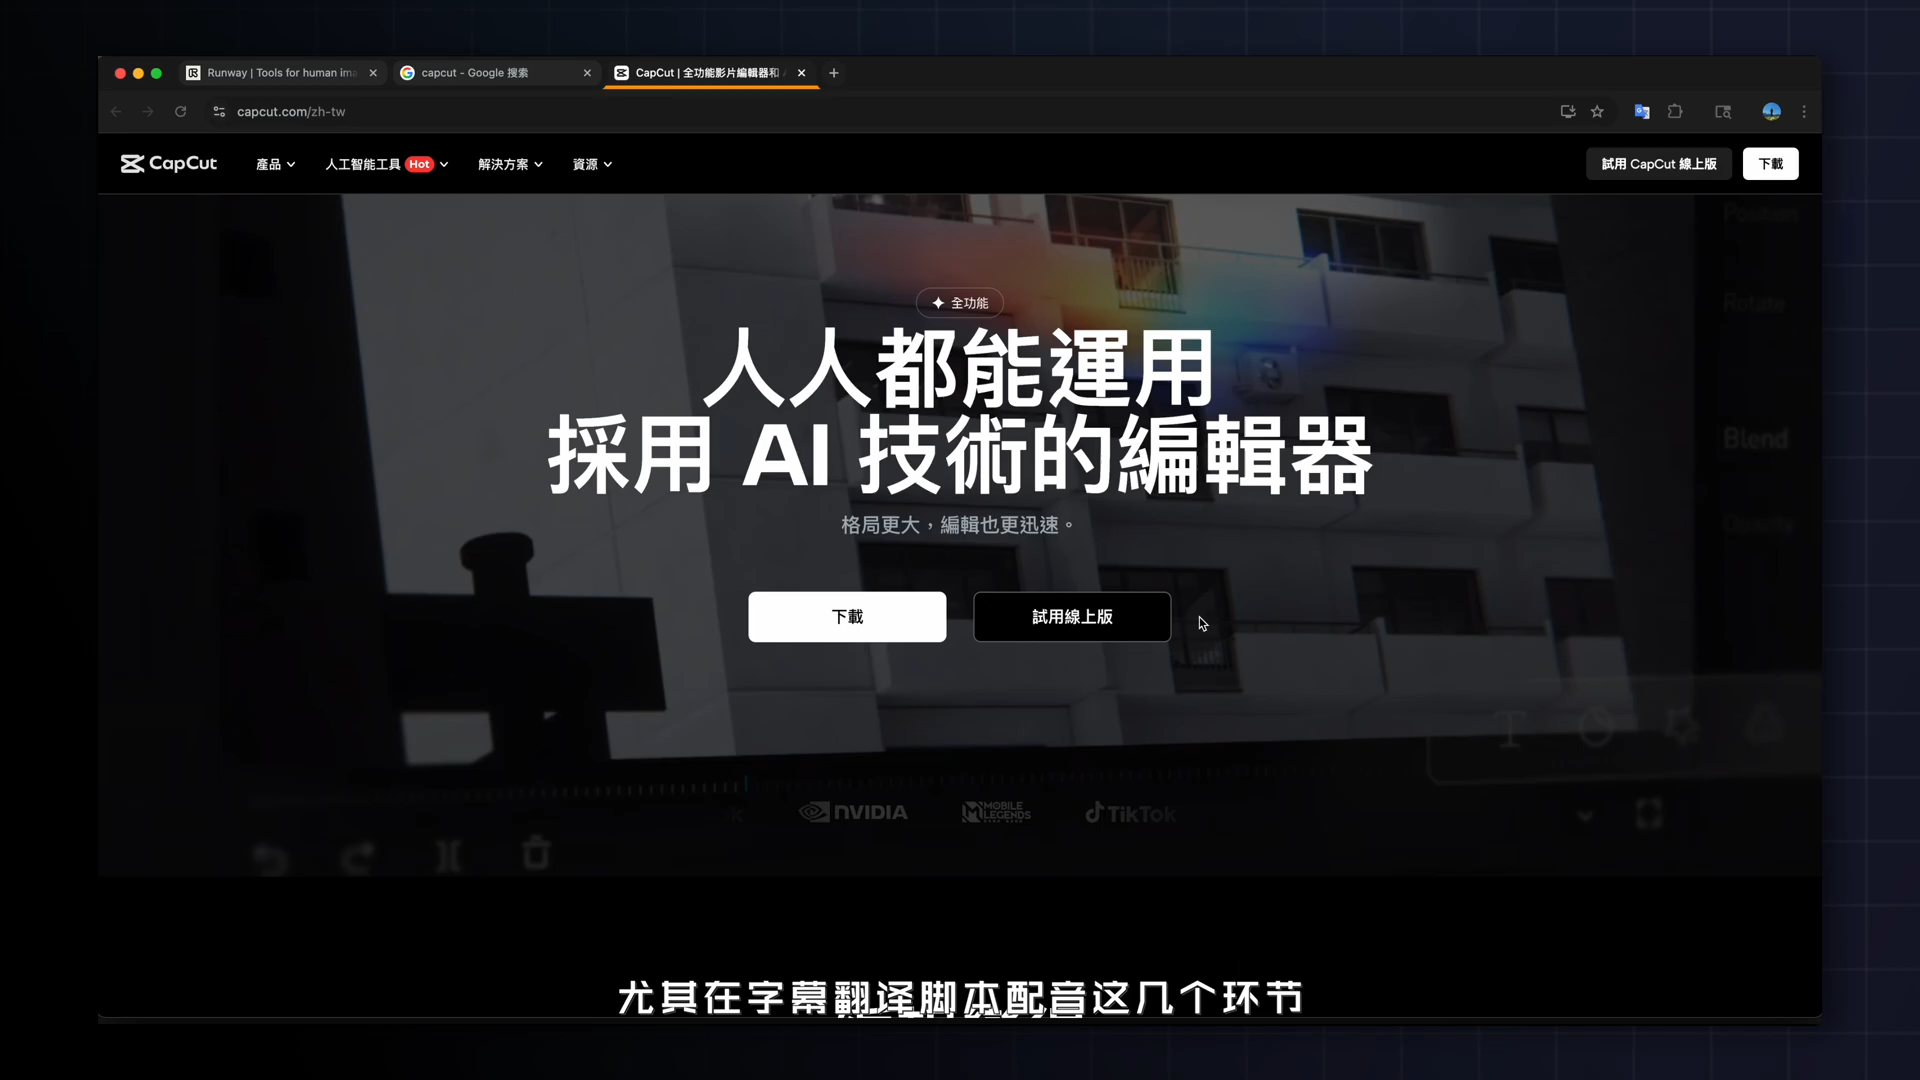 Runway | Tools for human ima
capcut - Google 搜索
CapCut | 全功能影片編輯器和
capcut.com/zh-tw
CapCut
產品
人工智能工具 Hot
解決方案
資源
試用 CapCut 線上版
下載
Position
Rotate
Blend
Opacity
全功能
人人都能運用
採用 AI 技術的編輯器
格局更大，編輯也更迅速。
下載
試用線上版
NVIDIA
MOBILE LEGENDS
TikTok
尤其在字幕翻译脚本配音这几个环节